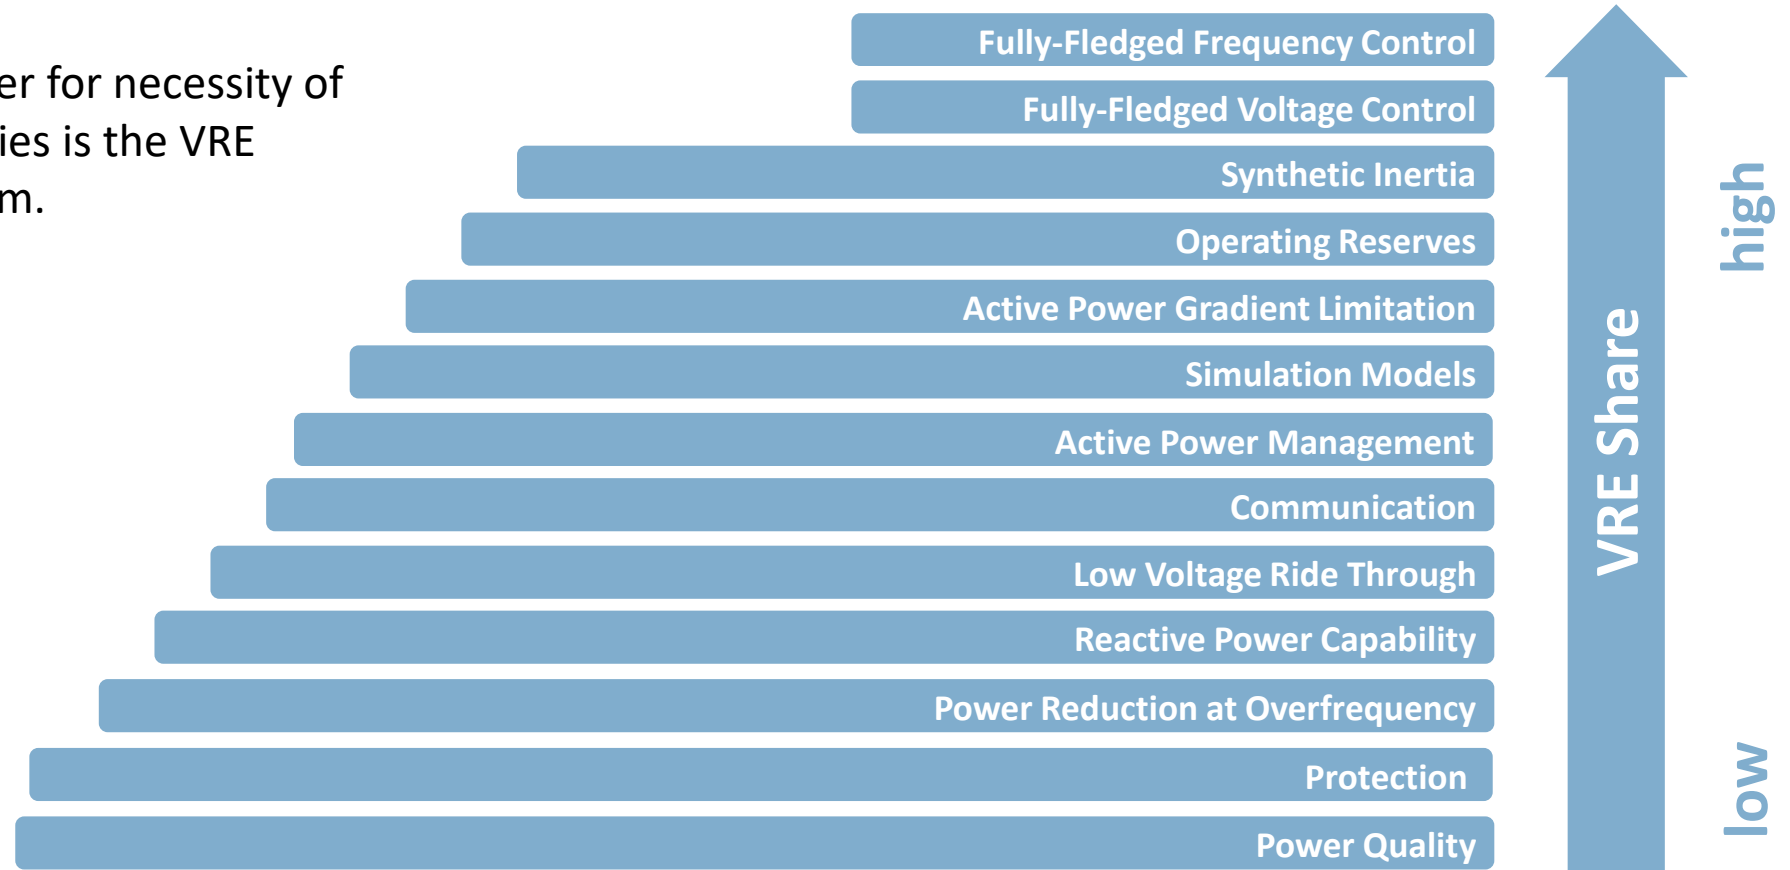 er for necessity of
ies is the VRE
m.
Fully-Fledged Frequency Control
Fully-Fledged Voltage Control
Synthetic Inertia
Operating Reserves
Active Power Gradient Limitation
Simulation Models
Active Power Management
Communication
Low Voltage Ride Through
Reactive Power Capability
Power Reduction at Overfrequency
Protection
Power Quality
VRE Share
high
low